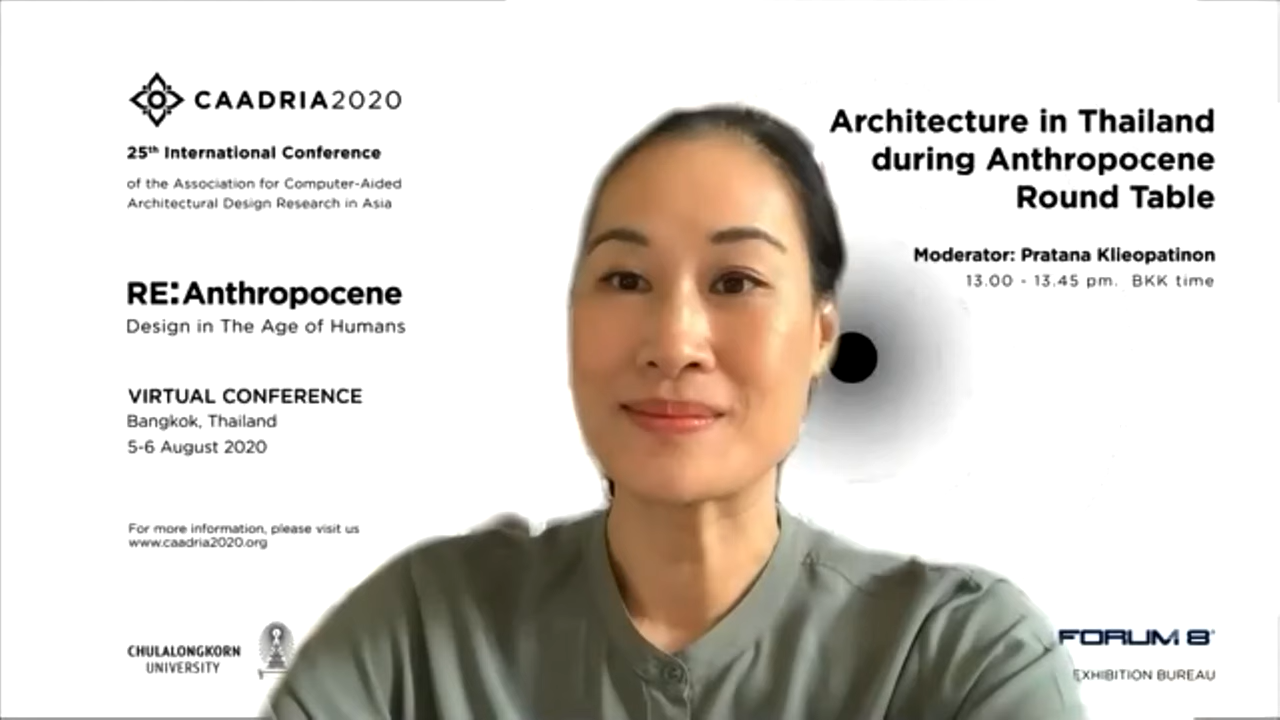 CAADRIA2020
25th International Conference
of the Association for Computer-Aided
Architectural Design Research in Asia
RE:Anthropocene
Design in The Age of Humans
VIRTUAL CONFERENCE
Bangkok, Thailand
5-6 August 2020
For more information, please visit us
www.caadria2020.org
CHULALONGKORN
UNIVERSITY
Architecture in Thailand
during Anthropocene
Round Table
Moderator: Pratana Klieopatinon
13.00 - 13.45 pm. BKK time
FORUM 8
EXHIBITION BUREAU